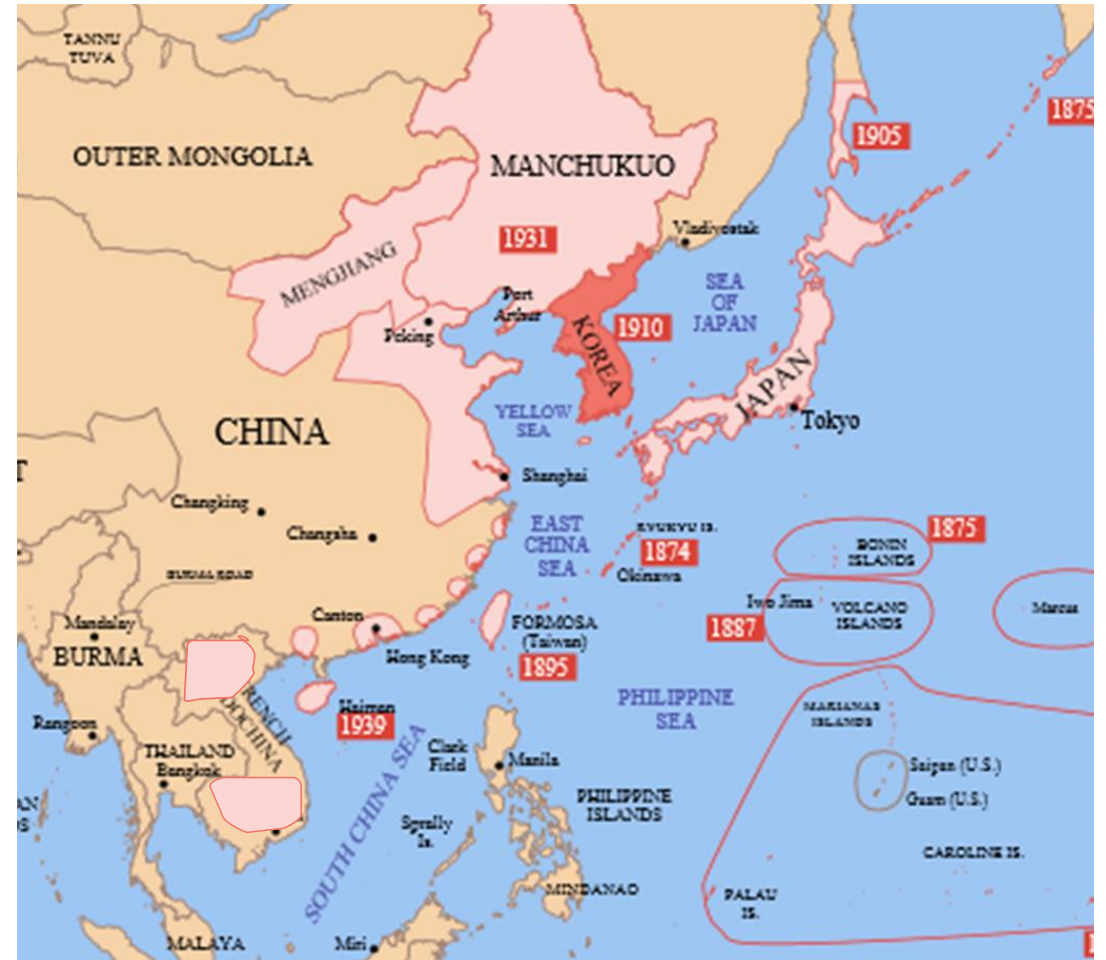 TANNU
TUVA
1875
1905
OUTER MONGOLIA
MANCHUKUO
Vladivostak
1931
MENGJIANG
SEA
OF
JAPAN
Port
Arthur
Peking
KOREA
1910
JAPAN
Tokyo
YELLOW
SEA
CHINA
Shanghai
Changking
Changsha
EAST
CHINA
SEA
RYUKYU IS.
1874
Okinawa
1875
BONIN
ISLANDS
BURMA ROAD
Iwo Jima
VOLCANO
ISLANDS
Marcus
1887
Mandalay
BURMA
Canton
Hong Kong
FORMOSA
(Taiwan)
1895
Hainan
1939
PHILIPPINE
SEA
MARIANAS
ISLANDS
Rangoon
THAILAND
Bangkok
SOUTH CHINA SEA
Clark
Field
Manila
PHILIPPINE
ISLANDS
Saipan (U.S.)
Guam (U.S.)
Spratly
Is.
CAROLINE IS.
MINDANAO
PALAU
IS.
MALAYA
Miri